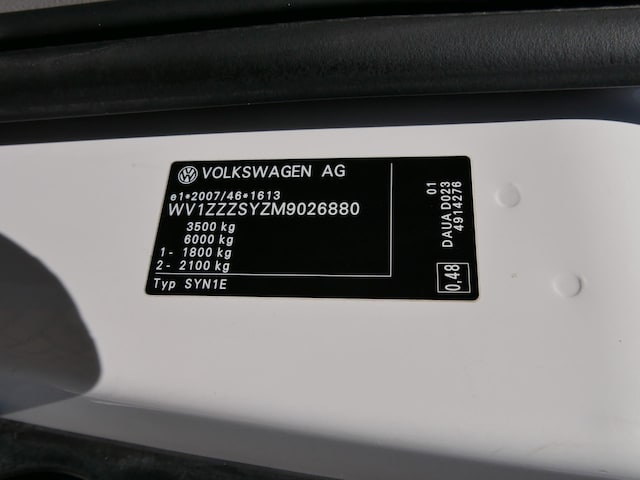 VOLKSWAGEN AG
e1*2007/46*1613
WV1ZZZSYZM9026880
3500 kg
6000 kg
1- 1800 kg
2- 2100 kg
Typ SYN1E
01
DAUA D023
4914276
0,48